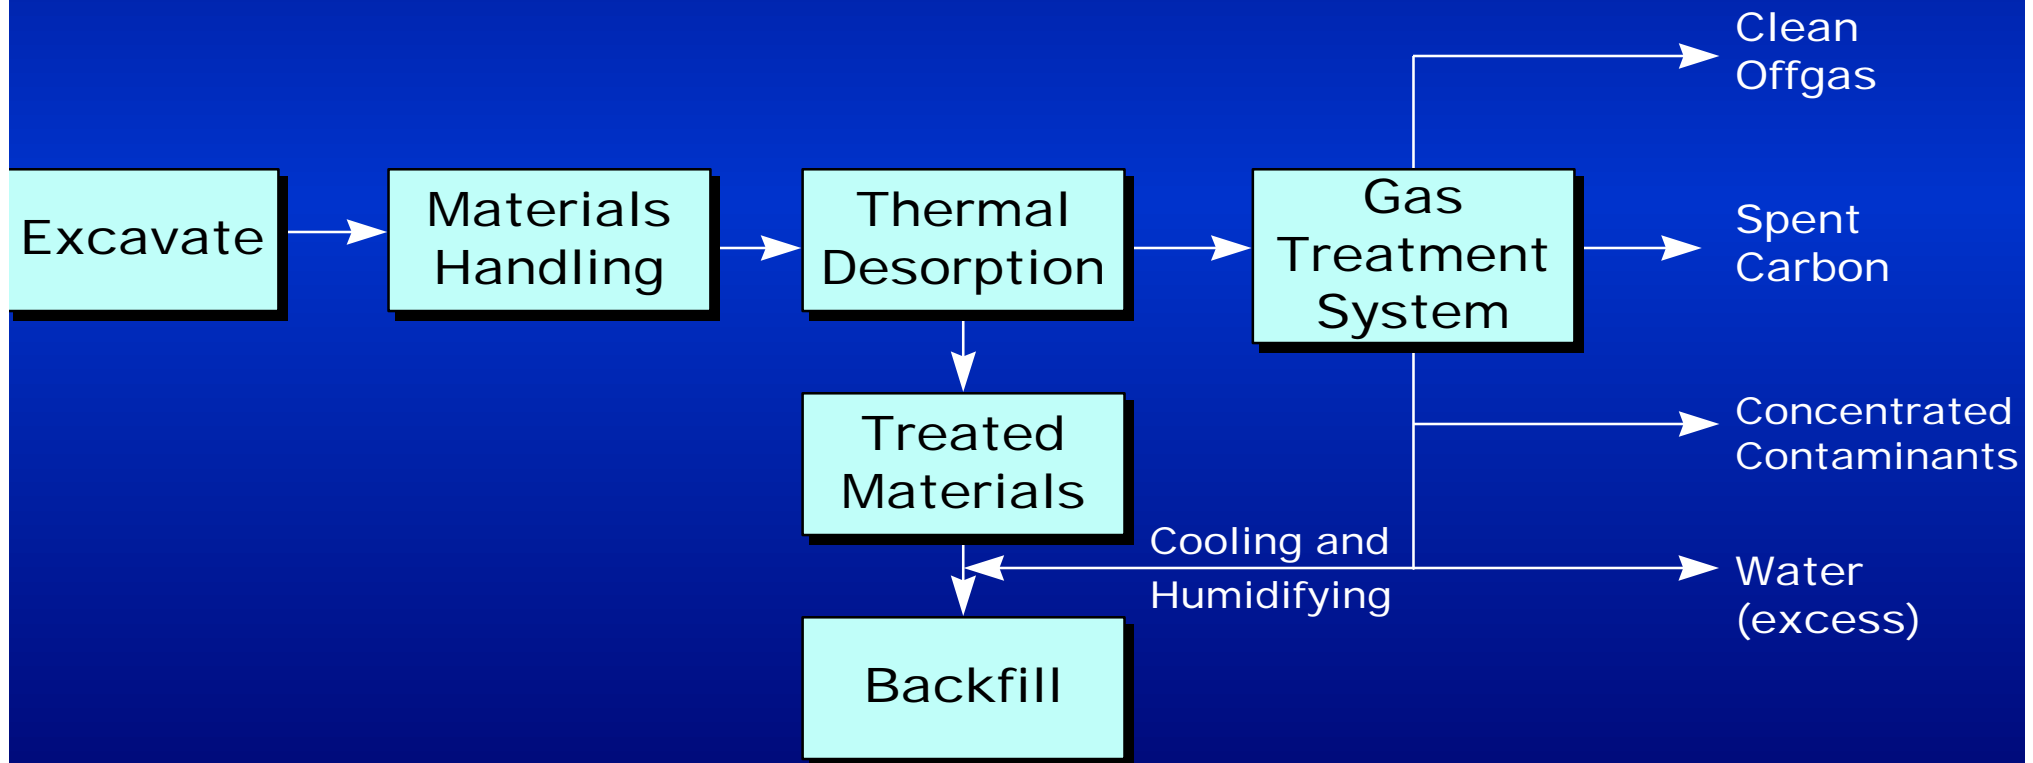 Clean
Offgas
Excavate
Materials
Handling
Thermal
Desorption
Gas
Treatment
System
Spent
Carbon
Treated
Materials
Concentrated
Contaminants
Cooling and
Humidifying
Water
(excess)
Backfill